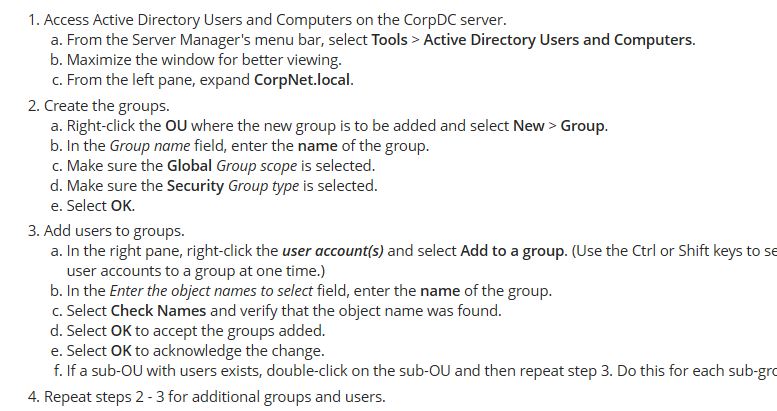 1. Access Active Directory Users and Computers on the CorpDC server.
a. From the Server Manager's menu bar, select Tools > Active Directory Users and Computers.
b. Maximize the window for better viewing.
c. From the left pane, expand CorpNet.local.
2. Create the groups.
a. Right-click the OU where the new group is to be added and select New > Group.
b. In the Group name field, enter the name of the group.
c. Make sure the Global Group scope is selected.
d. Make sure the Security Group type is selected.
e. Select OK.
3. Add users to groups.
a. In the right pane, right-click the user account(s) and select Add to a group. (Use the Ctrl or Shift keys to
user accounts to a group at one time.)
b. In the Enter the object names to select field, enter the name of the group.
c. Select Check Names and verify that the object name was found.
d. Select OK to accept the groups added.
e. Select OK to acknowledge the change.
f. If a sub-OU with users exists, double-click on the sub-OU and then repeat step 3. Do this for each
4. Repeat steps 2 - 3 for additional groups and users.